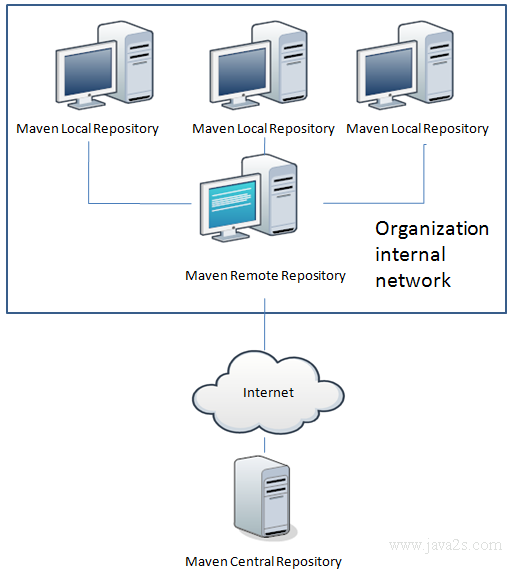 Maven Local Repository
Maven Local Repository
Maven Local Repository
Organization
internal
network
Maven Remote Repository
Internet
www.java2s.com
Maven Central Repository